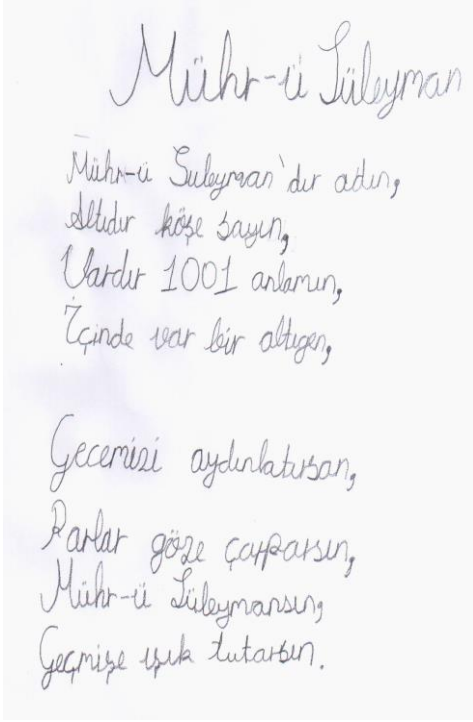 Mühr-ü Süleyman
Mühr-ü Suleyman'dır adın,
Altıdır köşe sayın,
Vardır 1001 anlamın,
İçinde var bir altıgen,
Gecemizi aydınlatırsan,
Parlar göze çarparsın,
Mühr-ü Süleymansın,
Geçmişe ışık tutarsın.